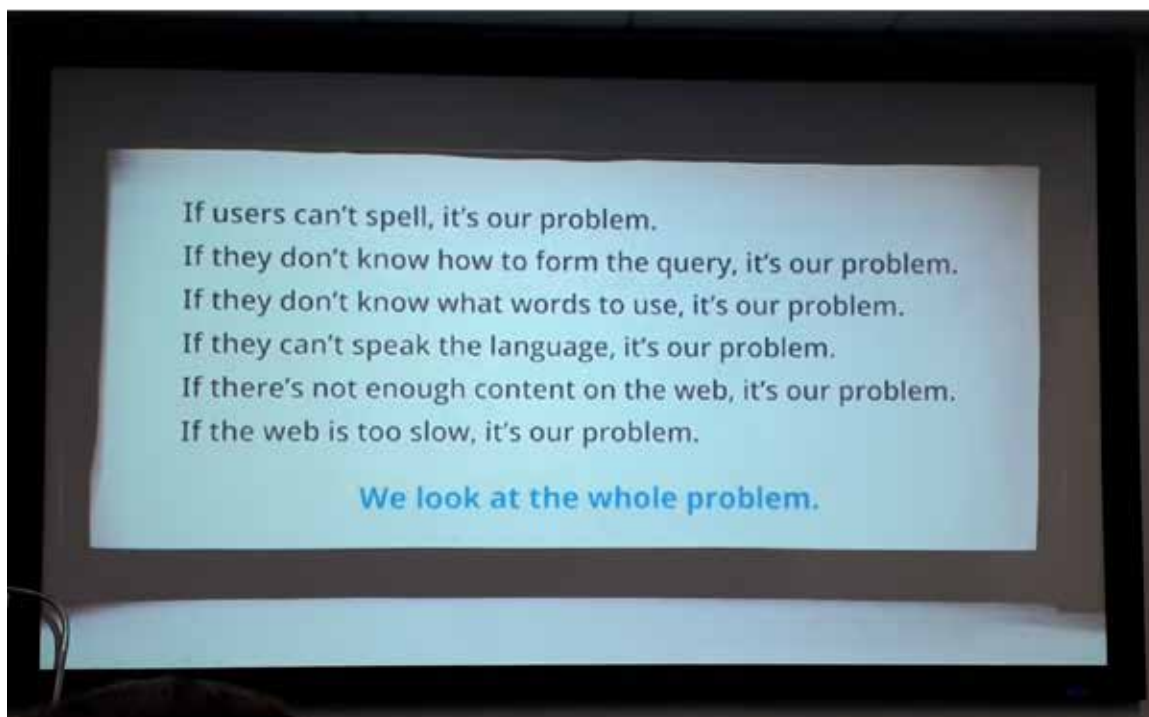 If users can't spell, it's our problem.
If they don't know how to form the query, it's our problem.
If they don't know what words to use, it's our problem.
If they can't speak the language, it's our problem.
If there's not enough content on the web, it's our problem.
If the web is too slow, it's our problem.
We look at the whole problem.